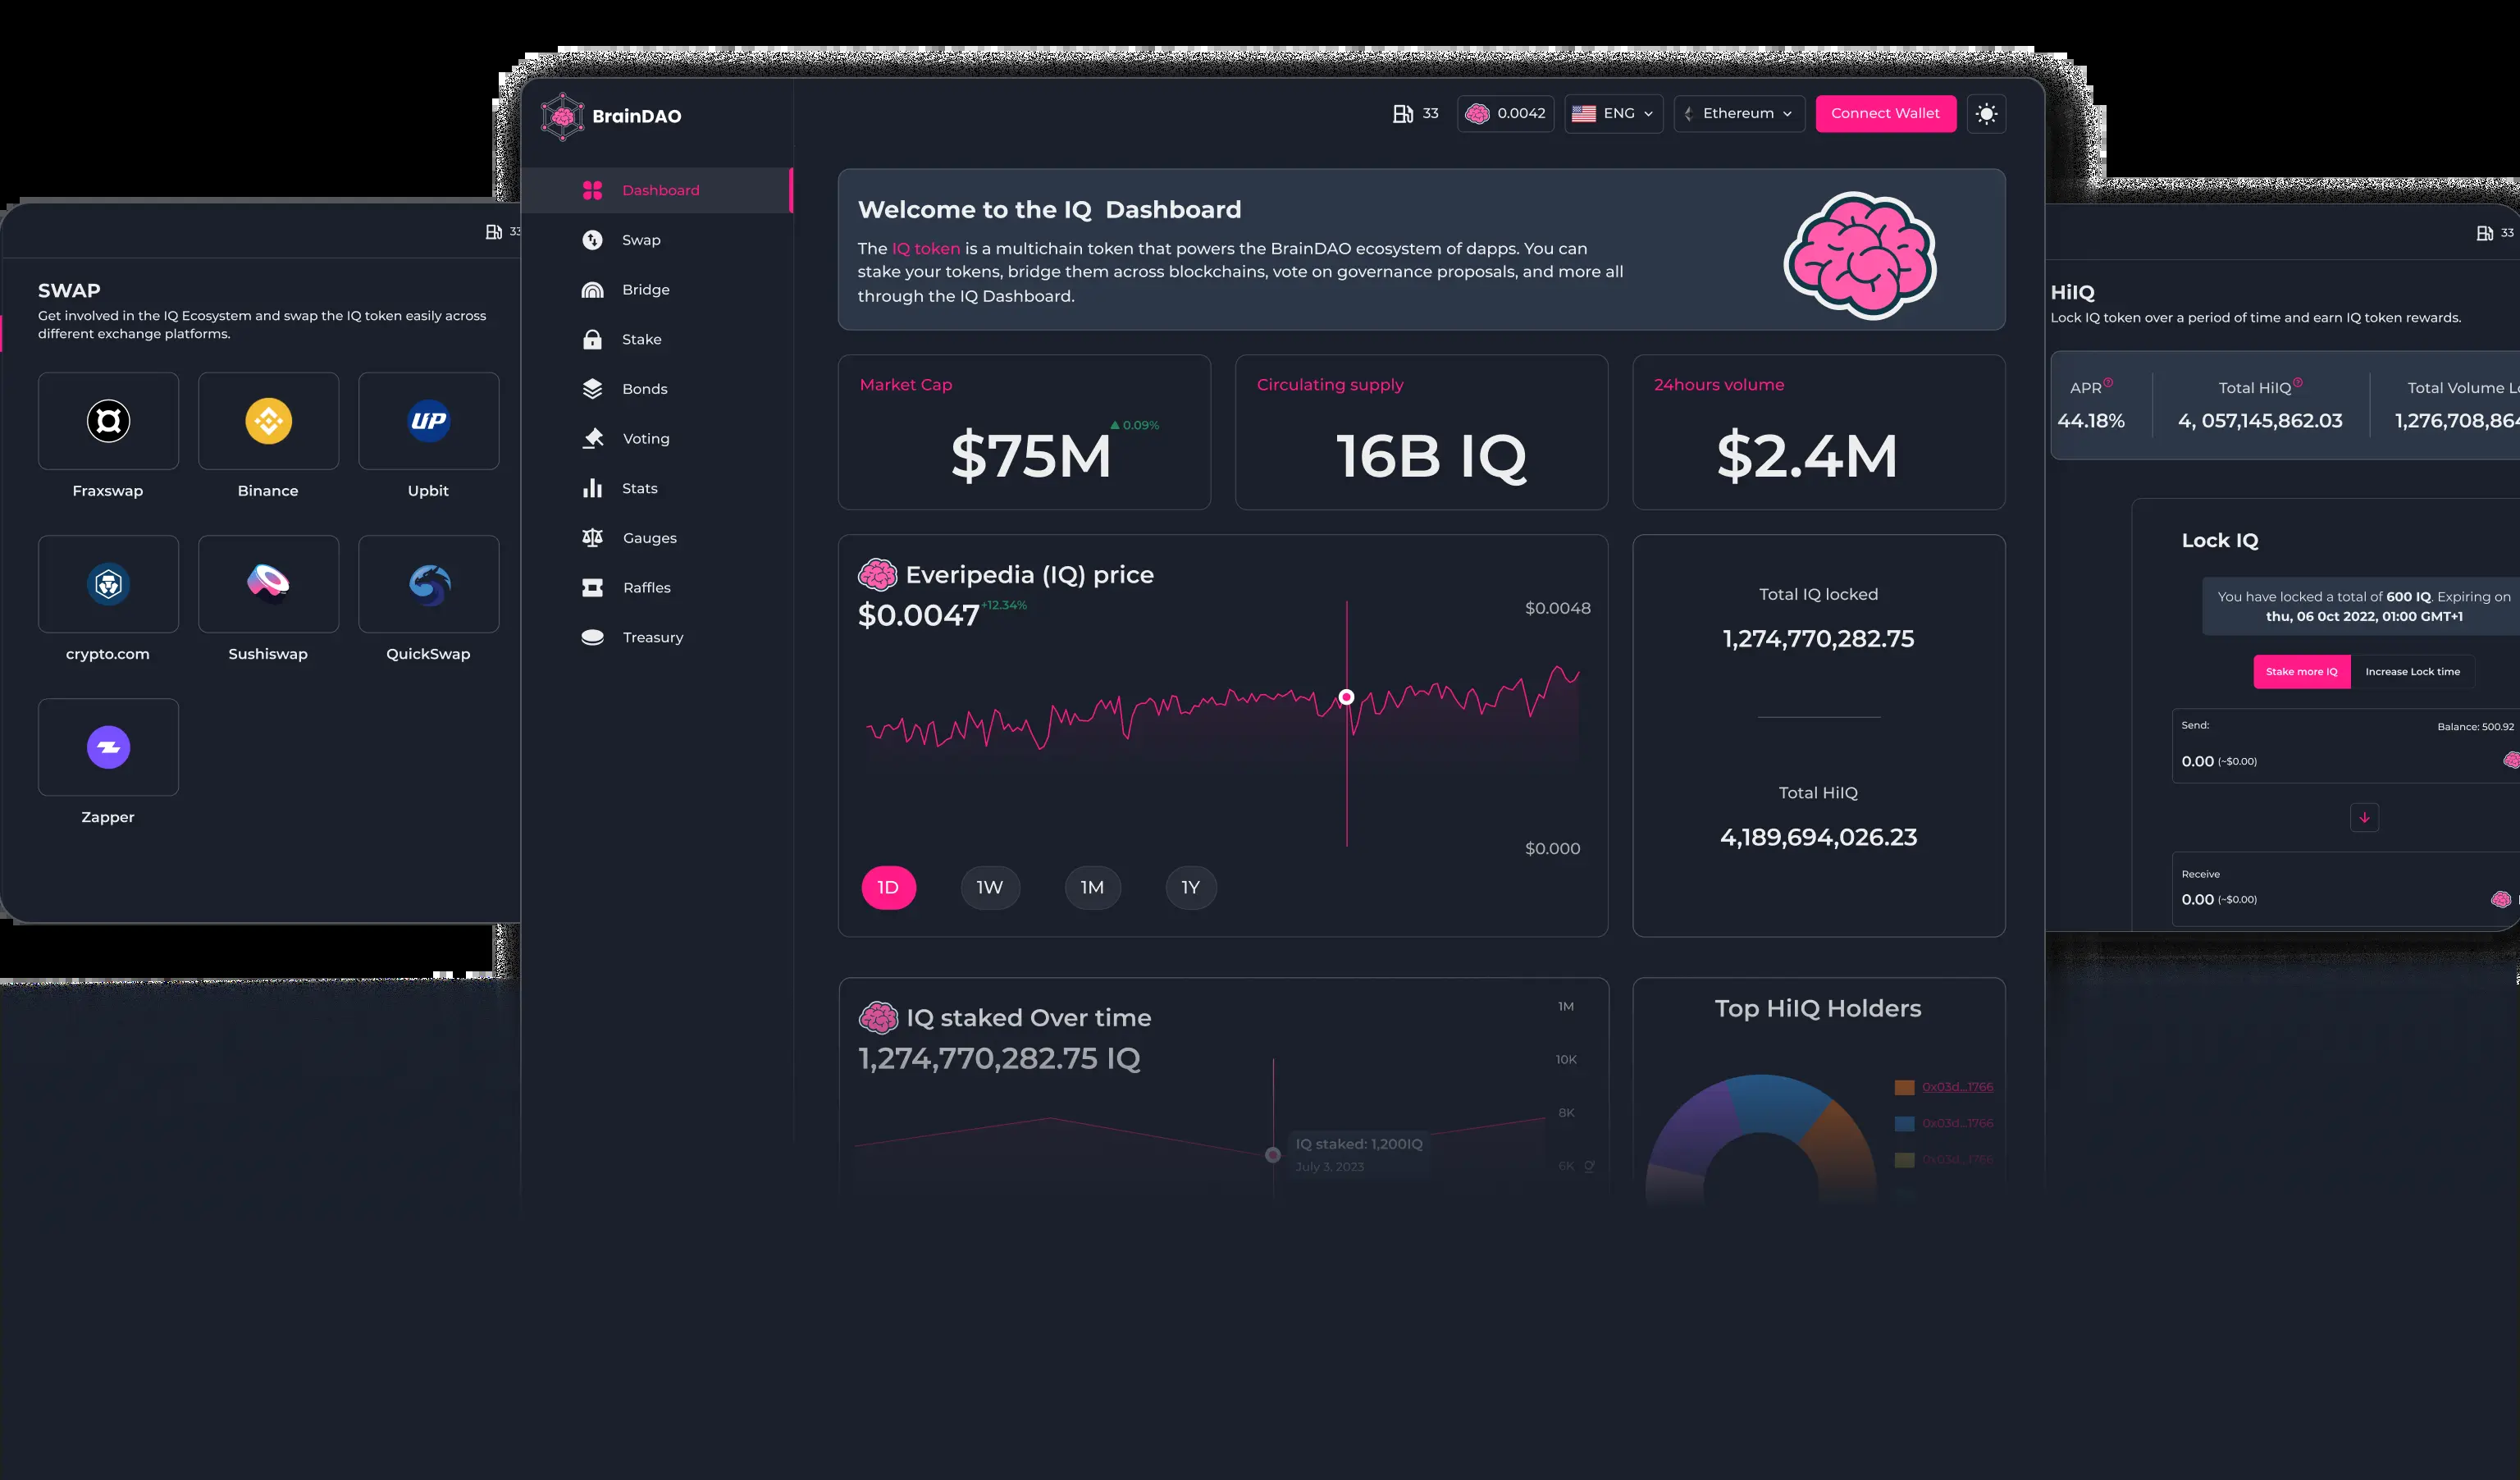 33
SWAP
Get involved in the IQ Ecosystem and swap the IQ token easily across
different exchange platforms.
Fraxswap
Binance
UP
Upbit
crypto.com
Sushiswap
QuickSwap
Zapper
BrainDAO
33
0.0042
ENG
Ethereum
Connect Wallet
Dashboard
Swap
Bridge
Stake
Bonds
Voting
Stats
Gauges
Raffles
Treasury
Welcome to the IQ Dashboard
The IQ token is a multichain token that powers the BrainDAO ecosystem of dapps. You can
stake your tokens, bridge them across blockchains, vote on governance proposals, and more all
through the IQ Dashboard.
Market Cap
$75M
▲ 0.09%
Circulating supply
16B IQ
24hours volume
$2.4M
Everipedia (IQ) price
$0.0047
+12.34%
$0.0048
$0.000
1D
1W
1M
1Y
Total IQ locked
1,274,770,282.75
Total HiIQ
4,189,694,026.23
IQ staked Over time
1,274,770,282.75 IQ
1M
10K
8K
6K
IQ staked: 1,200IQ
July 3, 2023
Top HiIQ Holders
0x03d...1766
0x03d...1766
0x03d...1766
33
HiIQ
Lock IQ token over a period of time and earn IQ token rewards.
APR
44.18%
Total HiIQ
4, 057,145,862.03
Total Volume Lo
1,276,708,864
Lock IQ
You have locked a total of 600 IQ. Expiring on
thu, 06 Oct 2022, 01:00 GMT+1
Stake more IQ
Increase Lock time
Send:
Balance: 500.92
0.00 (~$0.00)
Receive
0.00 (~$0.00)